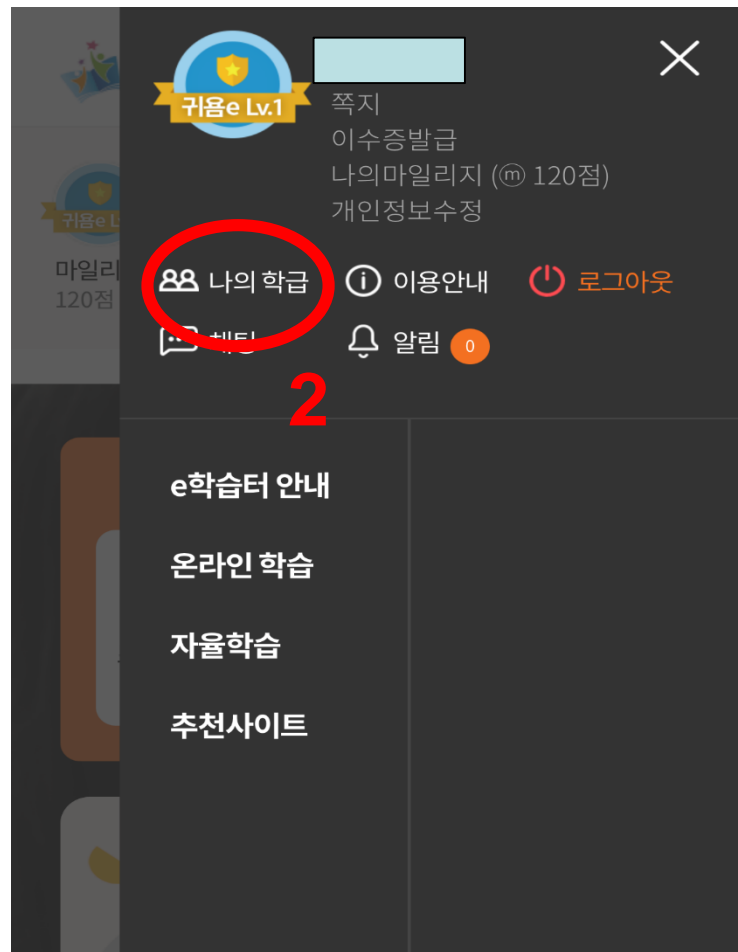 귀욤e Lv.1
쪽지
이수증발급
나의마일리지 (ⓜ 120점)
개인정보수정
귀욤e L
마일리
120점
나의 학급
이용안내
로그아웃
채팅
알림 0
2
e학습터 안내
온라인 학습
자율학습
추천사이트